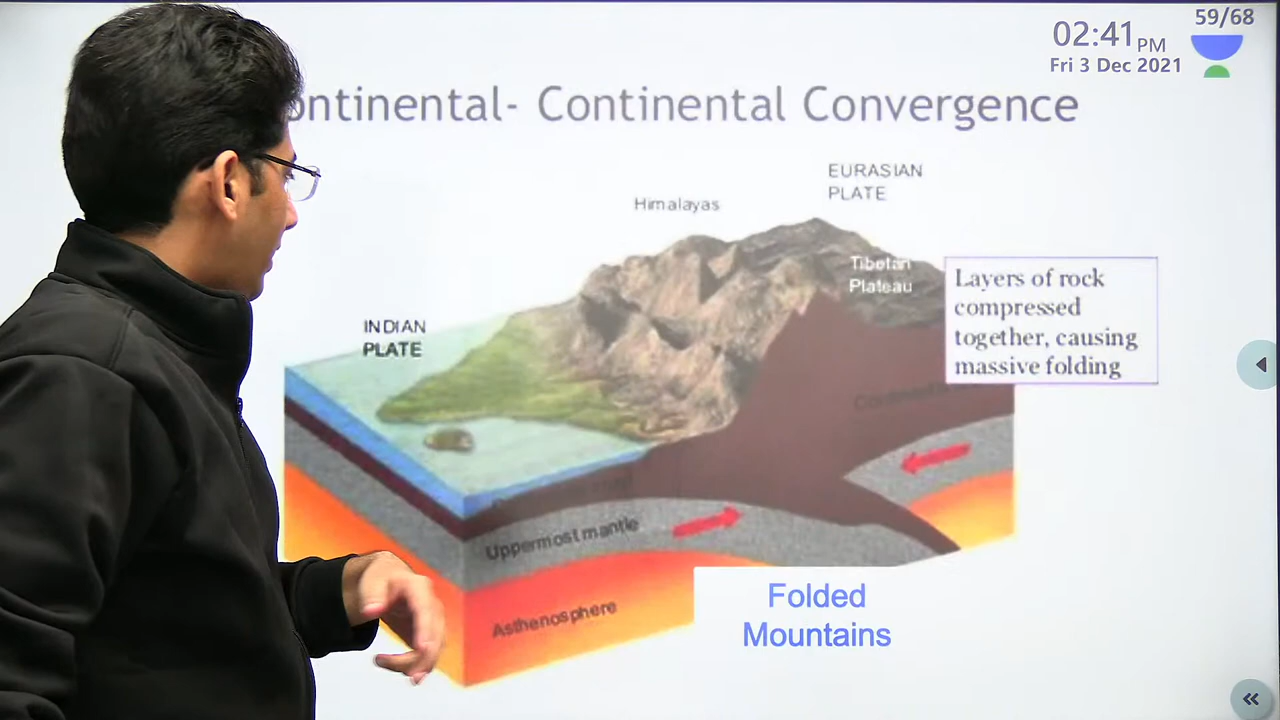 59/68
02:41 PM
Fri 3 Dec 2021
ontinental- Continental Convergence
EURASIAN
PLATE
Himalayas
Tibetan
Plateau
Layers of rock
compressed
together, causing
massive folding
INDIAN
PLATE
Uppermost mantle
Asthenosphere
Folded
Mountains